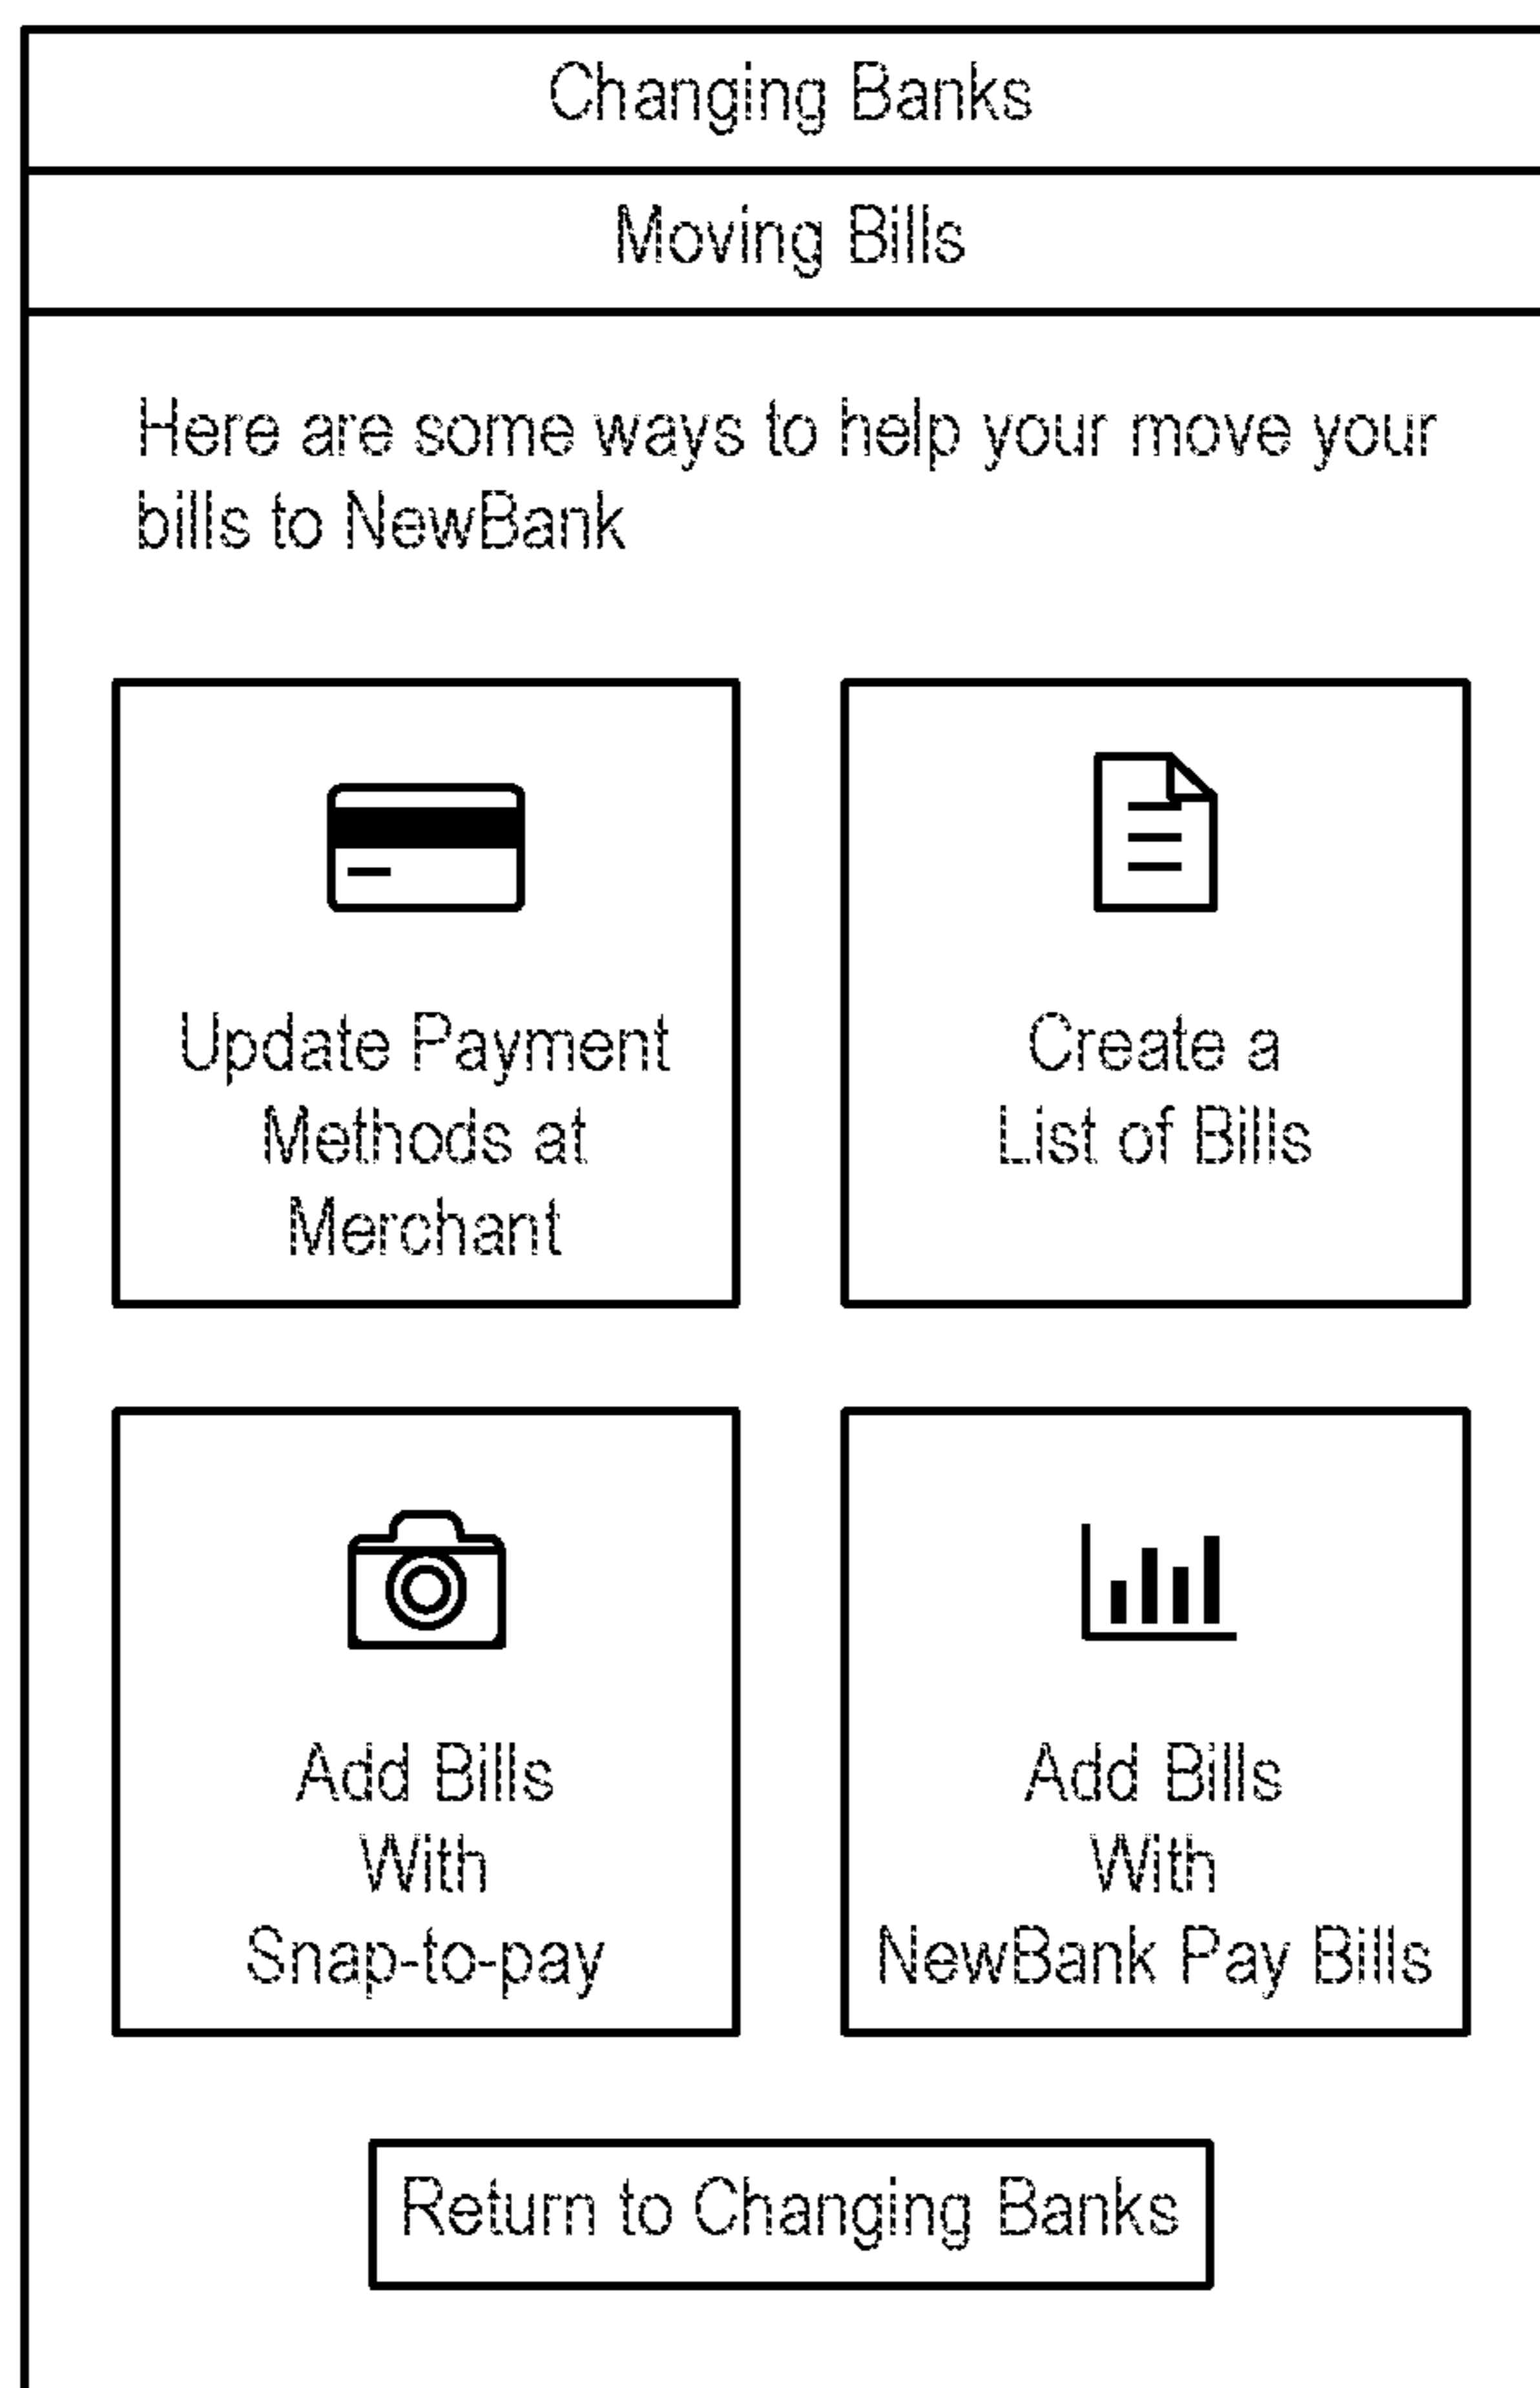 Changing Banks
Moving Bills
Here are some ways to help your move your
bills to NewBank
Update Payment
Methods at
Merchant
Create a
List of Bills
Add Bills
With
Snap-to-pay
Add Bills
With
NewBank Pay Bills
Return to Changing Banks